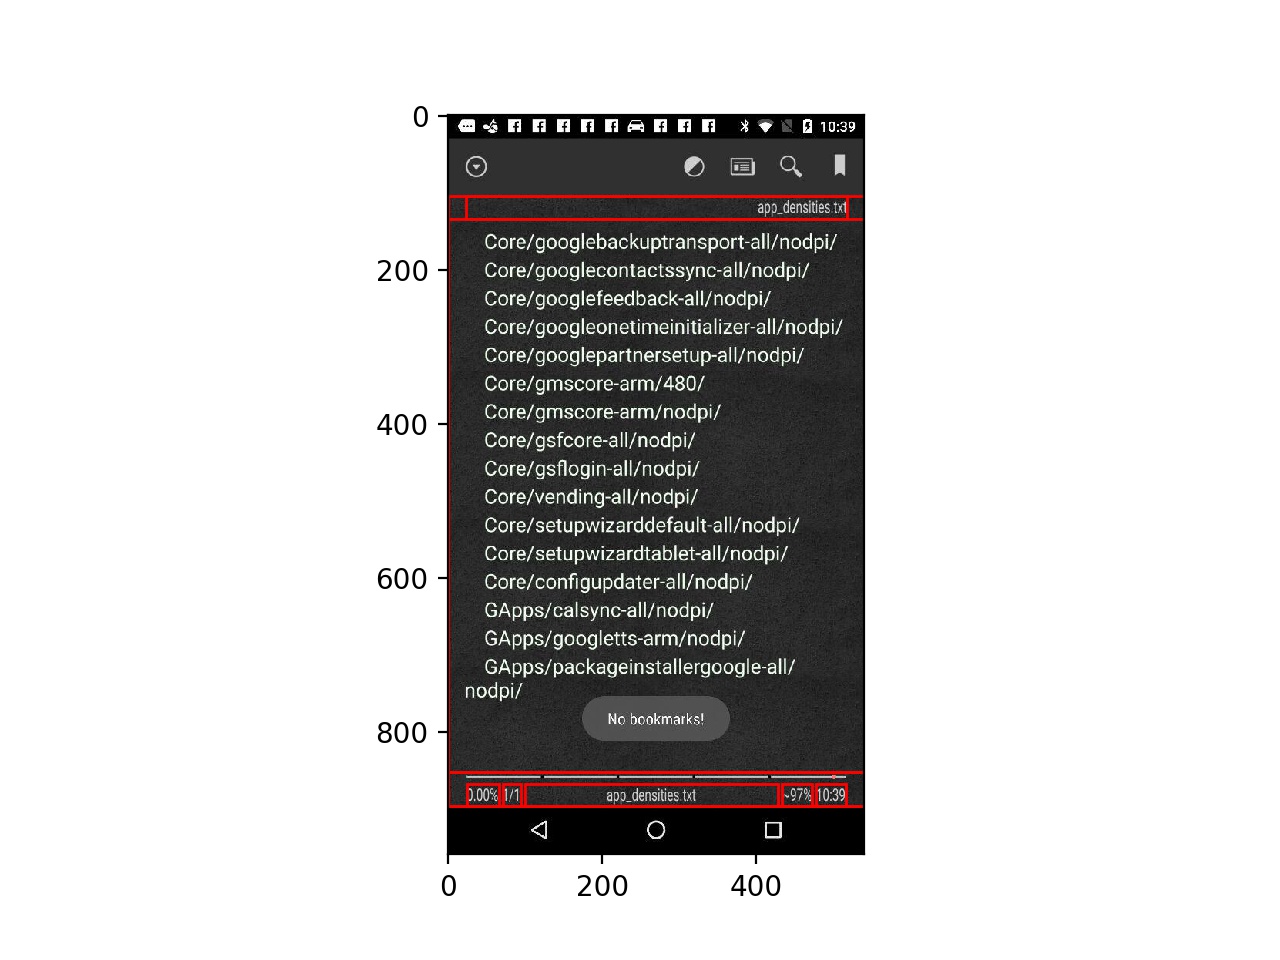 0
10:39
app_densities.txt
Core/googlebackuptransport-all/nodpi/
200
Core/googlecontactssync-all/nodpi/
Core/googlefeedback-all/nodpi/
Core/googleonetimeinitializer-all/nodpi/
Core/googlepartnersetup-all/nodpi/
Core/gmscore-arm/480/
400
Core/gmscore-arm/nodpi/
Core/gsfcore-all/nodpi/
Core/gsflogin-all/nodpi/
Core/vending-all/nodpi/
Core/setupwizarddefault-all/nodpi/
Core/setupwizardtablet-all/nodpi/
600
Core/configupdater-all/nodpi/
GApps/calsync-all/nodpi/
GApps/googletts-arm/nodpi/
GApps/packageinstallergoogle-all/
nodpi/
No bookmarks!
800
0.00% 1/1 app_densities.txt ~97% 10:39
0 200 400